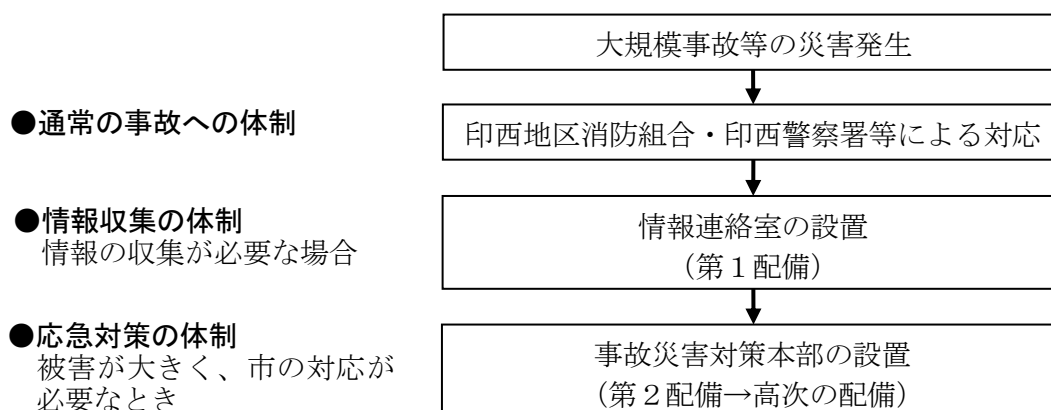 大規模事故等の災害発生
●通常の事故への体制
印西地区消防組合・印西警察署等による対応
●情報収集の体制
情報の収集が必要な場合
情報連絡室の設置
（第１配備）
●応急対策の体制
被害が大きく、市の対応が
必要なとき
事故災害対策本部の設置
（第２配備→高次の配備）